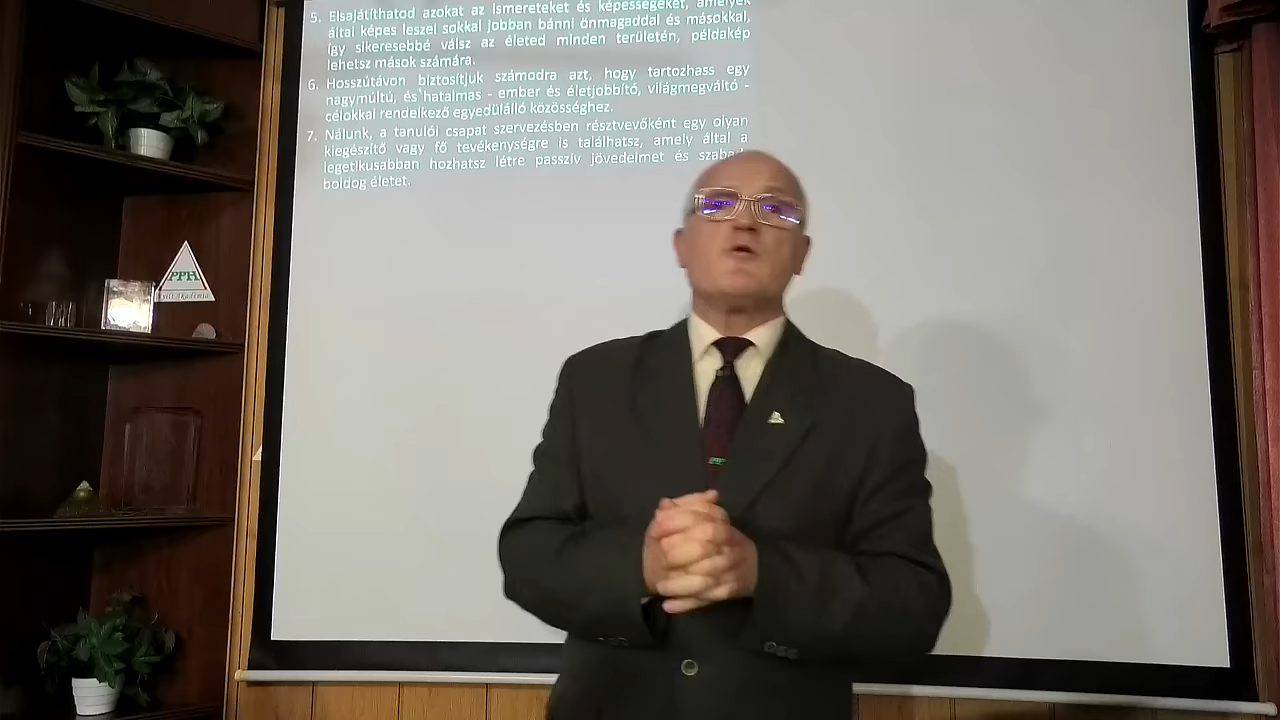 5. Elsajátíthatod azokat az ismereteket és képességeket, amelyek
által képes leszel sokkal jobban bánni önmagaddal és másokkal,
így sikeresebbé válsz az életed minden területén, példakép
lehetsz mások számára.
6. Hosszútávon biztosítjuk számodra azt, hogy tartozhass egy
nagymúltú, és hatalmas - ember és életjobbító, világmegváltó -
célokkal rendelkező egyedülálló közösséghez.
7. Nálunk, a tanulói csapat szervezésben résztvevőként egy olyan
kiegészítő vagy fő tevékenységre is találhatsz, amely által a
legetikusabban hozhatsz létre passzív jövedelmet és
boldog életet.
Akadémia